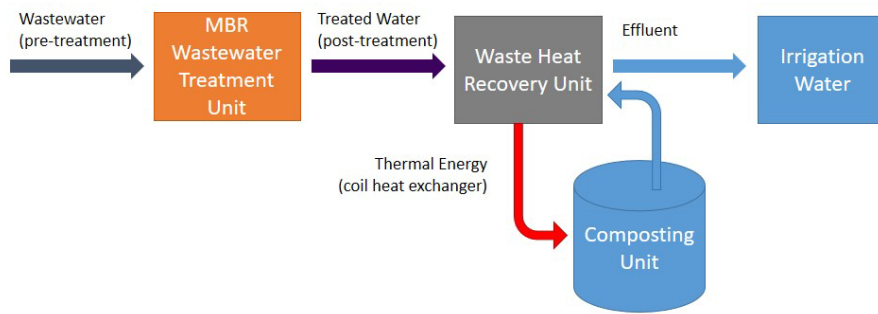 Wastewater
(pre-treatment)
MBR
Wastewater
Treatment
Unit
Treated Water
(post-treatment)
Waste Heat
Recovery Unit
Effluent
Irrigation
Water
Thermal Energy
(coil heat exchanger)
Composting
Unit